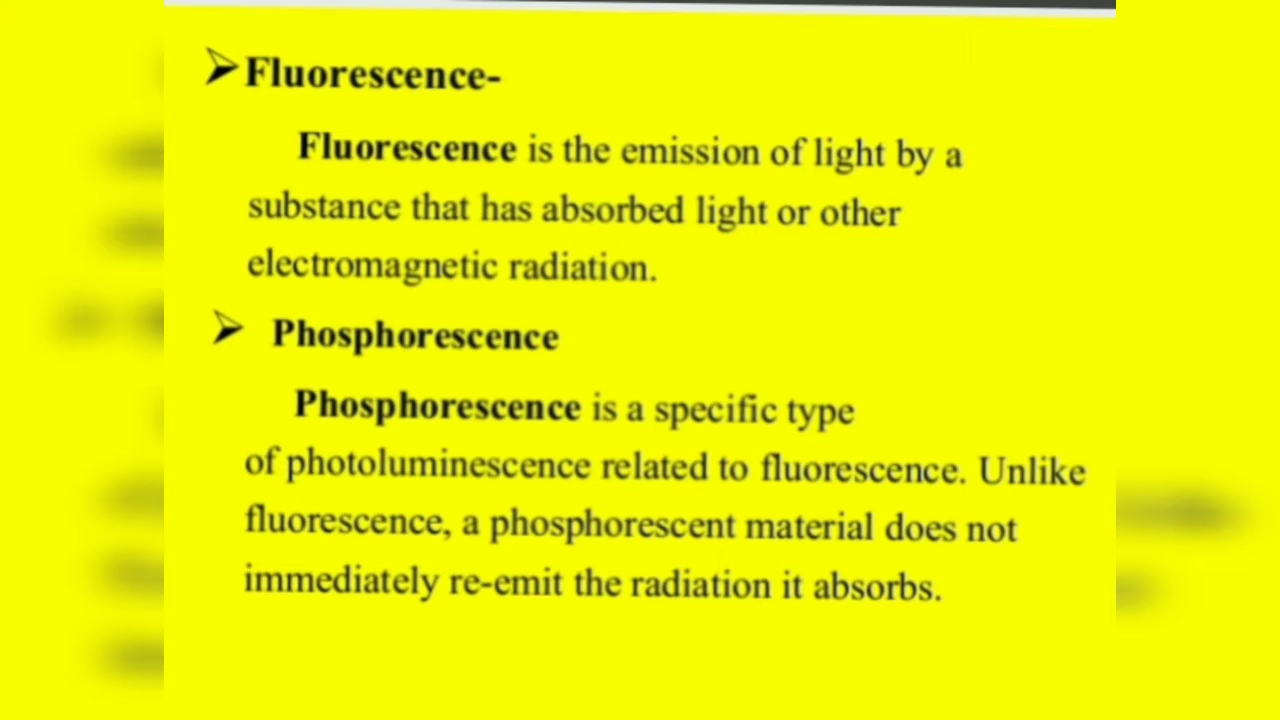 Fluorescence-
Fluorescence is the emission of light by a
substance that has absorbed light or other
electromagnetic radiation.
Phosphorescence
Phosphorescence is a specific type
of photoluminescence related to fluorescence. Unlike
fluorescence, a phosphorescent material does not
immediately re-emit the radiation it absorbs.